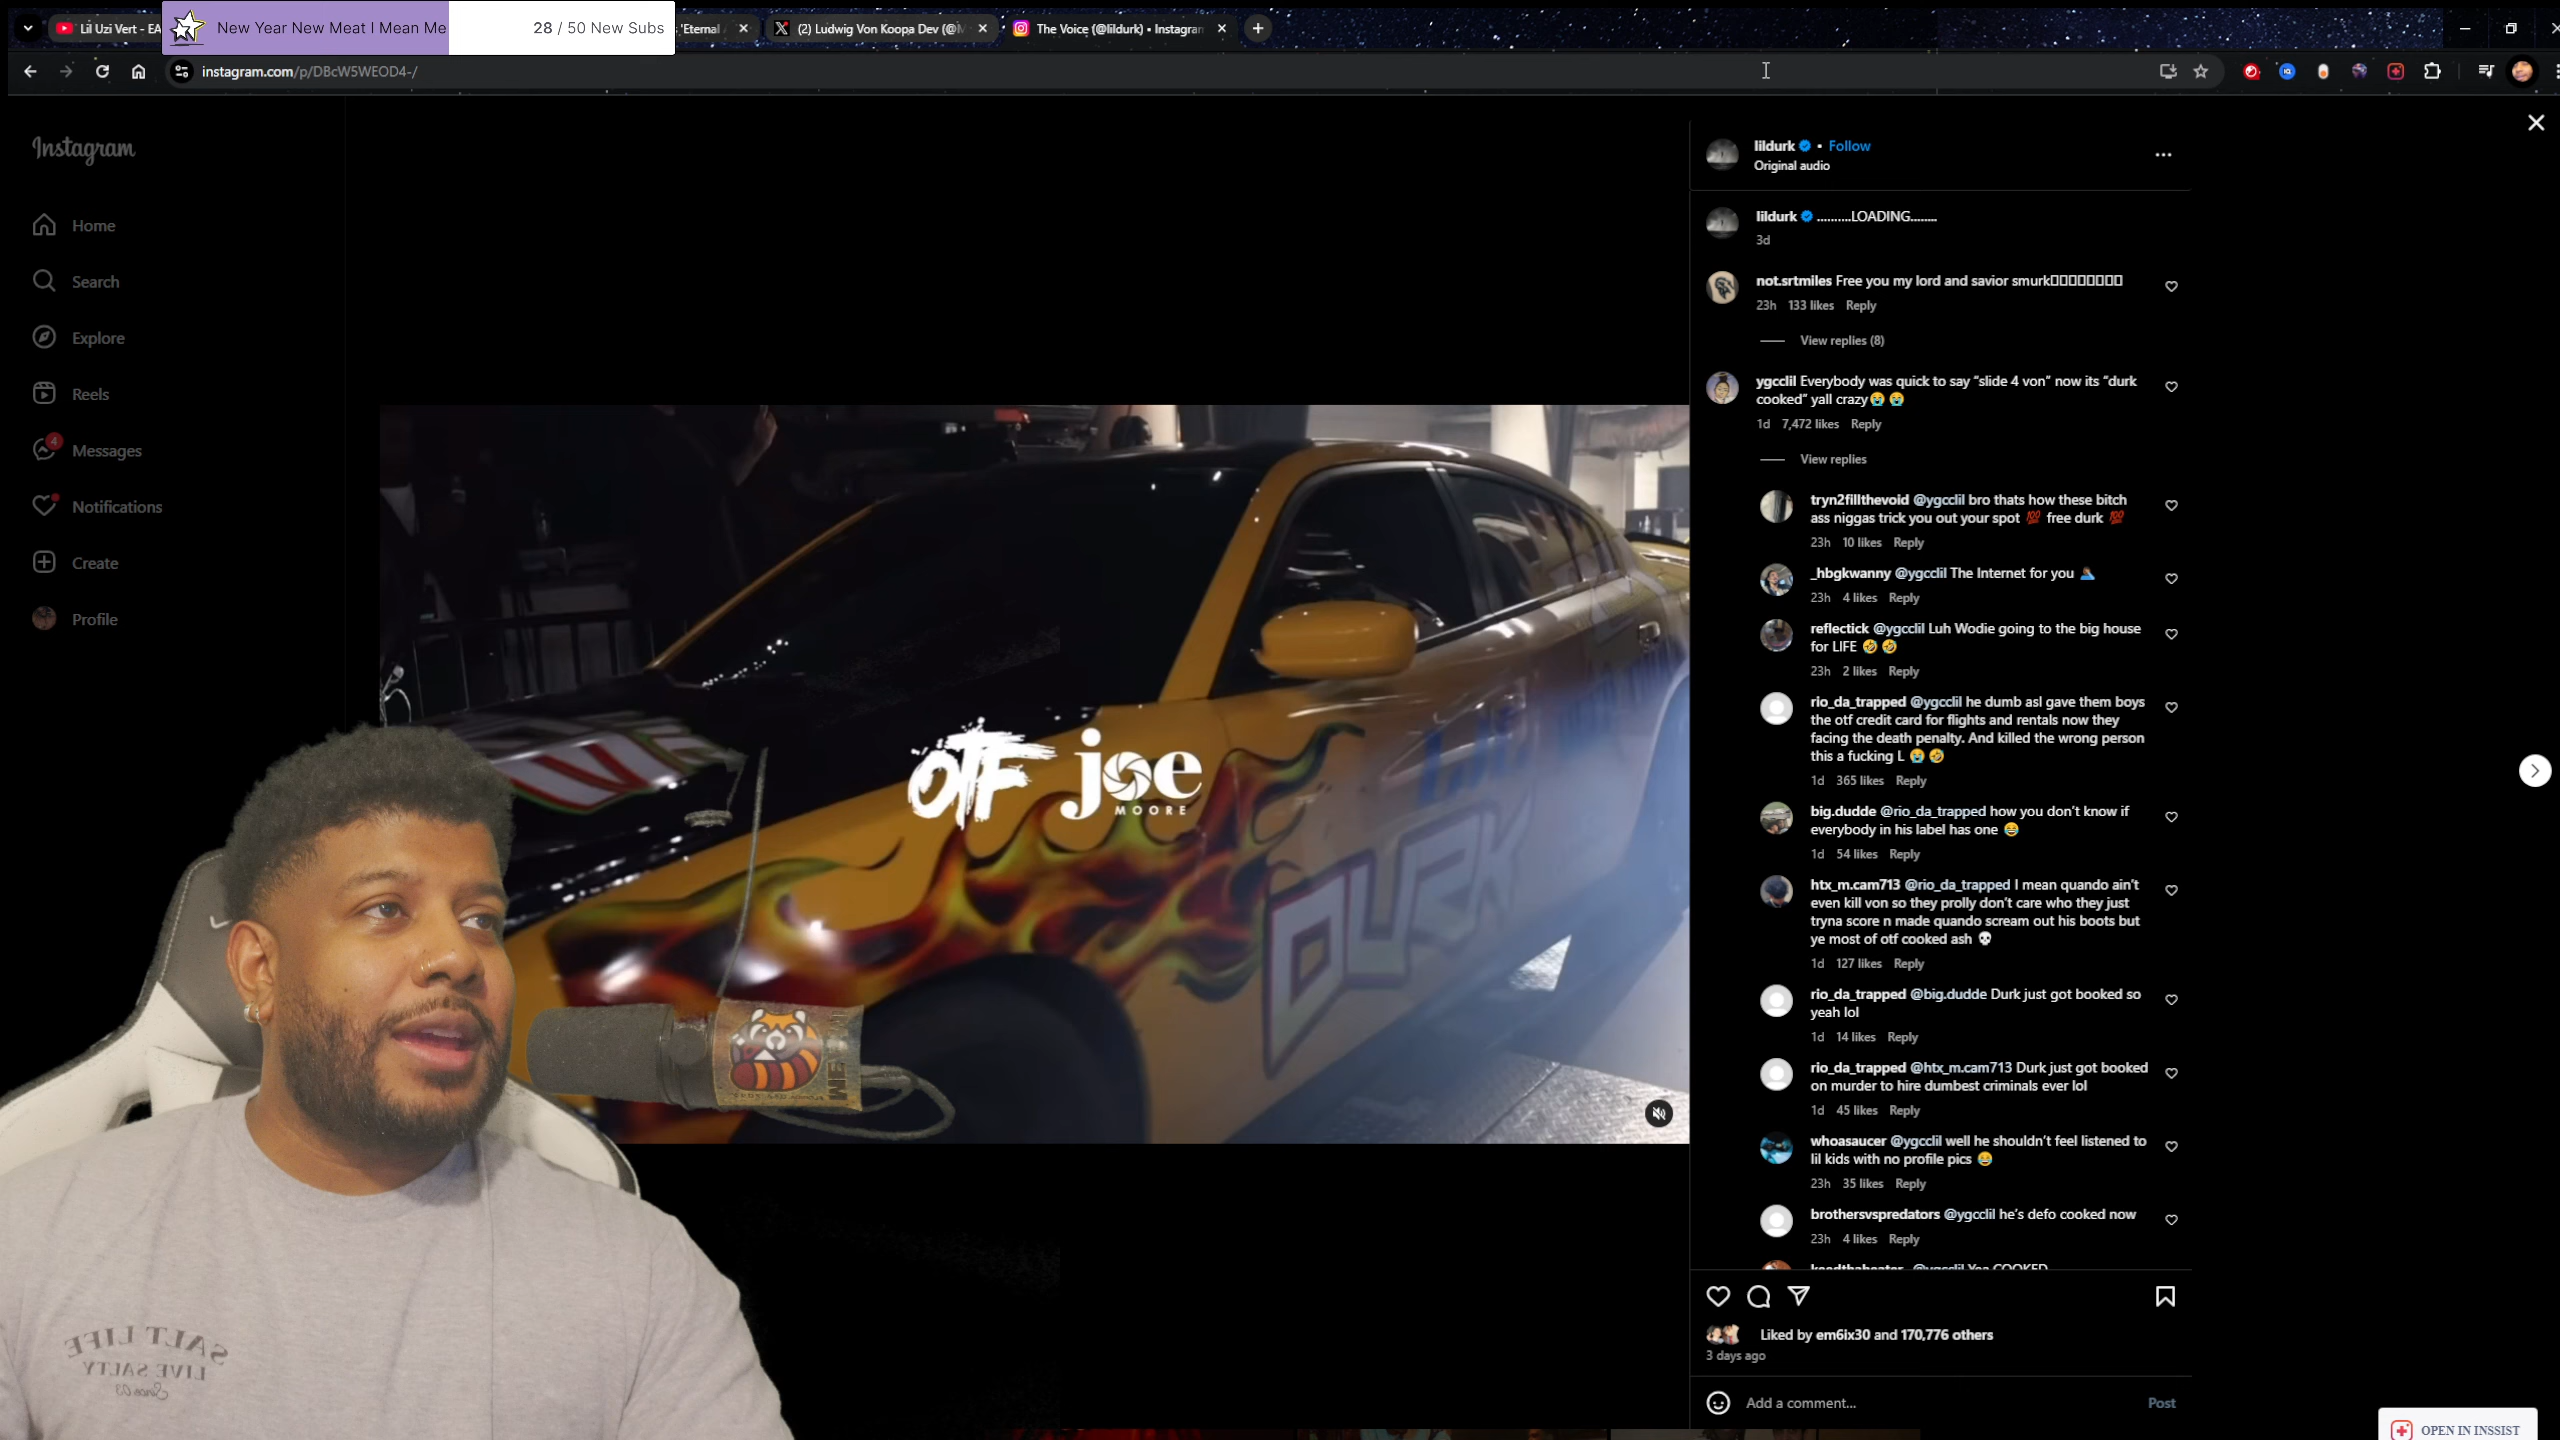 Lil Uzi Vert - EA
New Year New Meat I Mean Me
28 / 50 New Subs
'Eternal
(2) Ludwig Von Koopa Dev (@M
The Voice (@lildurk) • Instagram
instagram.com/p/DBcW5WEOD4-/
Instagram
Home
Search
Explore
Reels
4
Messages
Notifications
Create
Profile
OTF joe
MOORE
DURK
SALT LIFE
LIVE SALTY
Since 03
lildurk • Follow
Original audio
lildurk ..........LOADING........
3d
not.srtmiles Free you my lord and savior smurk▯▯▯▯▯▯▯▯
23h 133 likes Reply
View replies (8)
ygcclil Everybody was quick to say “slide 4 von” now its “durk
cooked” yall crazy😭😭
1d 7,472 likes Reply
View replies
tryn2fillthevoid @ygcclil bro thats how these bitch
ass niggas trick you out your spot 💯 free durk 💯
23h 10 likes Reply
_hbgkwanny @ygcclil The Internet for you 🤦🏾‍♂️
23h 4 likes Reply
reflectick @ygcclil Luh Wodie going to the big house
for LIFE 🤣🤣
23h 2 likes Reply
rio_da_trapped @ygcclil he dumb asl gave them boys
the otf credit card for flights and rentals now they
facing the death penalty. And killed the wrong person
this a fucking L 😭🤣
1d 365 likes Reply
big.dudde @rio_da_trapped how you don’t know if
everybody in his label has one 😂
1d 54 likes Reply
htx_m.cam713 @rio_da_trapped I mean quando ain’t
even kill von so they prolly don’t care who they just
tryna score n made quando scream out his boots but
ye most of otf cooked ash 💀
1d 127 likes Reply
rio_da_trapped @big.dudde Durk just got booked so
yeah lol
1d 14 likes Reply
rio_da_trapped @htx_m.cam713 Durk just got booked
on murder to hire dumbest criminals ever lol
1d 45 likes Reply
whoasaucer @ygcclil well he shouldn’t feel listened to
lil kids with no profile pics 😂
23h 35 likes Reply
brothersvspredators @ygcclil he’s defo cooked now
23h 4 likes Reply
@ygcclil Yea COOKED
Liked by em6ix30 and 170,776 others
3 days ago
Add a comment...
Post
OPEN IN INSSIST